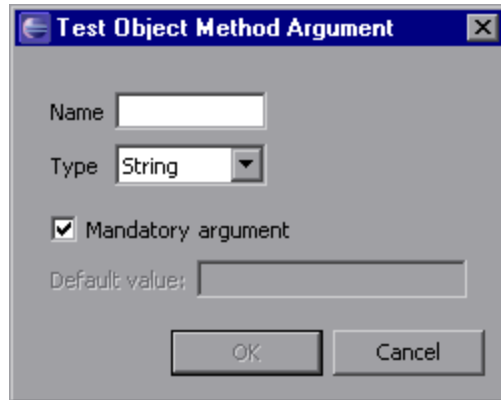 Test Object Method Argument
Name
Type String
Mandatory argument
Default value:
OK Cancel